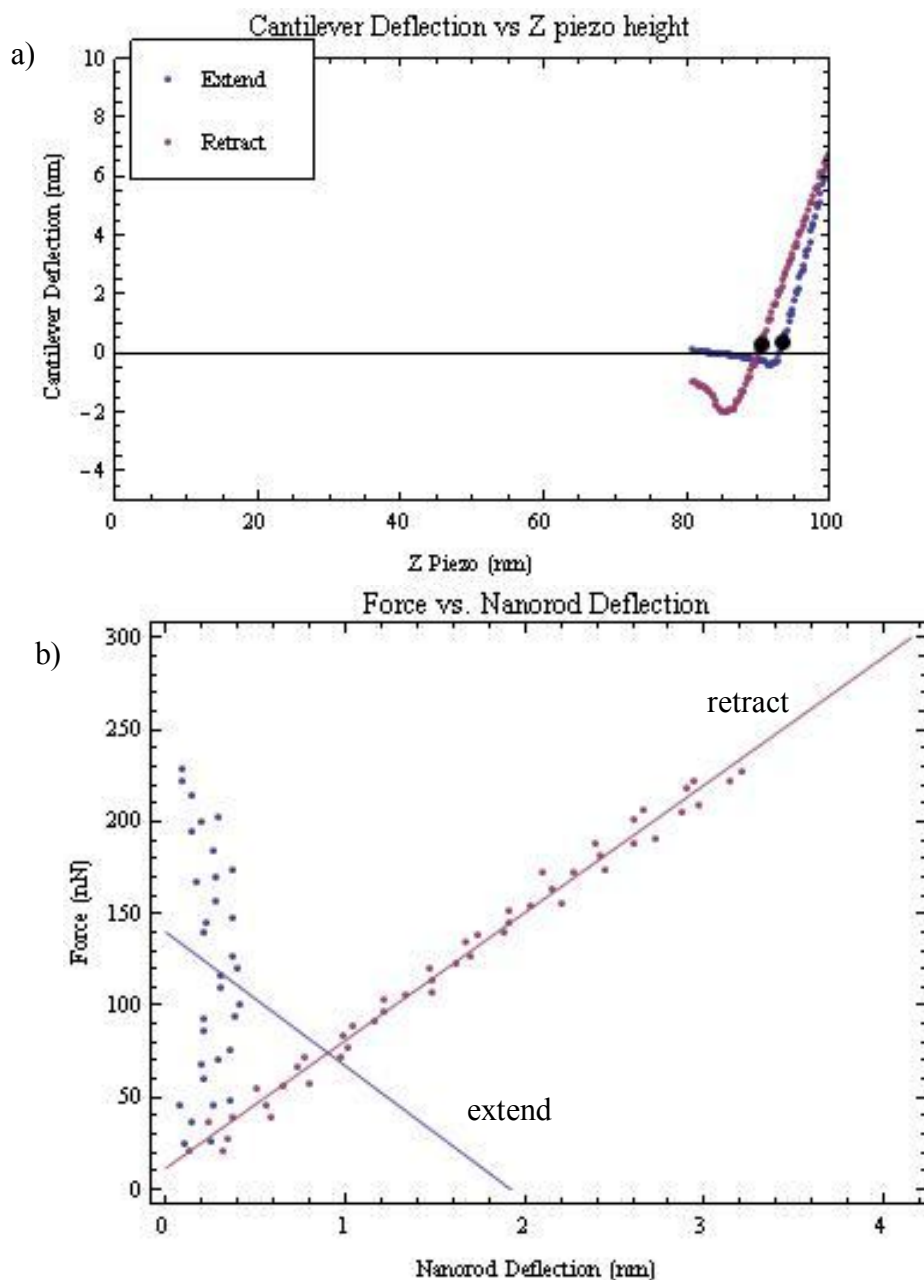 Cantilever Deflection vs Z piezo height
a)
10
8
6
4
2
0
−2
−4
Extend
Retract
Cantilever Deflection (nm)
0
20
40
60
80
100
Z Piezo (nm)
Force vs. Nanorod Deflection
b)
300
250
200
150
100
50
0
retract
extend
Force (nN)
0
1
2
3
4
Nanorod Deflection (nm)